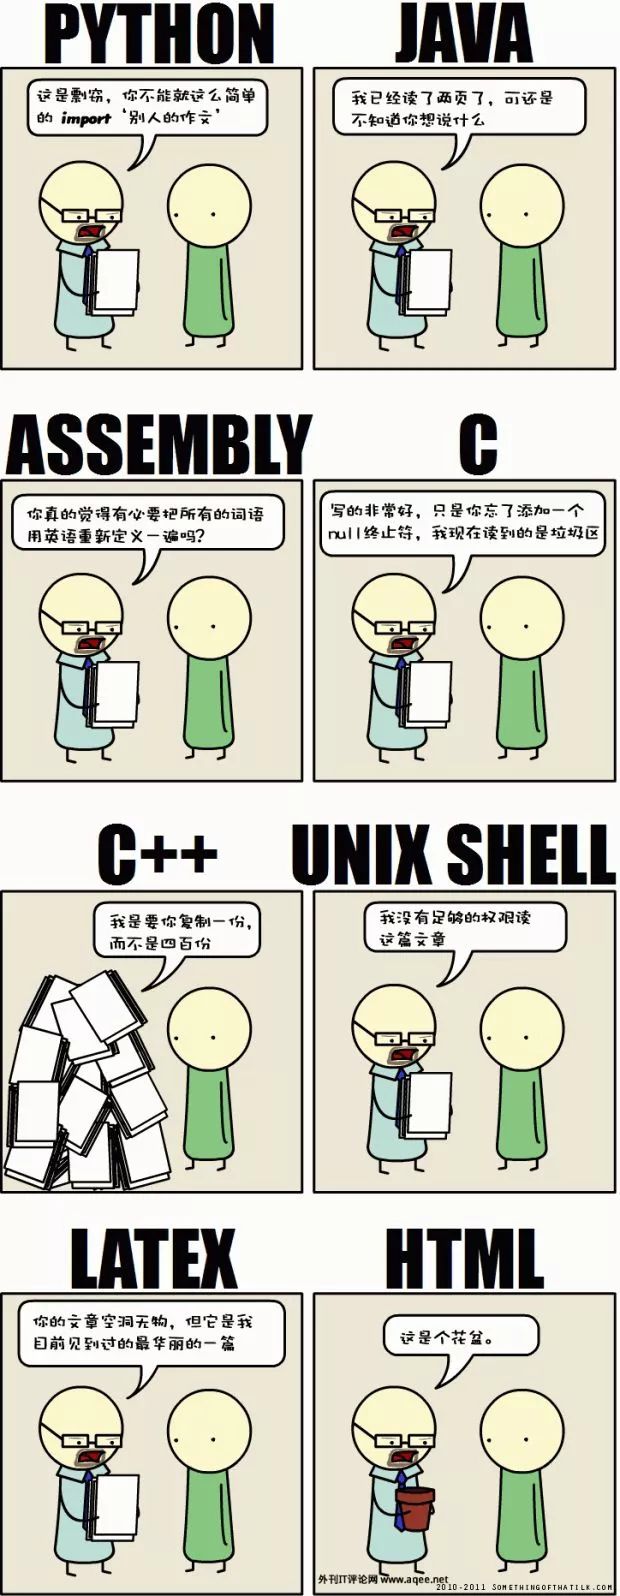 PYTHON
这是剽窃，你不能就这么简单
的 import ‘别人的作文’
JAVA
我已经读了两页了，可还是
不知道你想说什么
ASSEMBLY
你真的觉得有必要把所有的词语
用英语重新定义一遍吗？
C
写的非常好，只是你忘了添加一个
null终止符，我现在读到的是垃圾区
C++
我是要你复制一份，
而不是四百份
UNIX SHELL
我没有足够的权限读
这篇文章
LATEX
你的文章空洞无物，但它是我
目前见到过的最华丽的一篇
HTML
这是个花盆。
外刊IT评论网 www.aqee.net
2010-2011 SOMETHINGOFTHATILK.COM